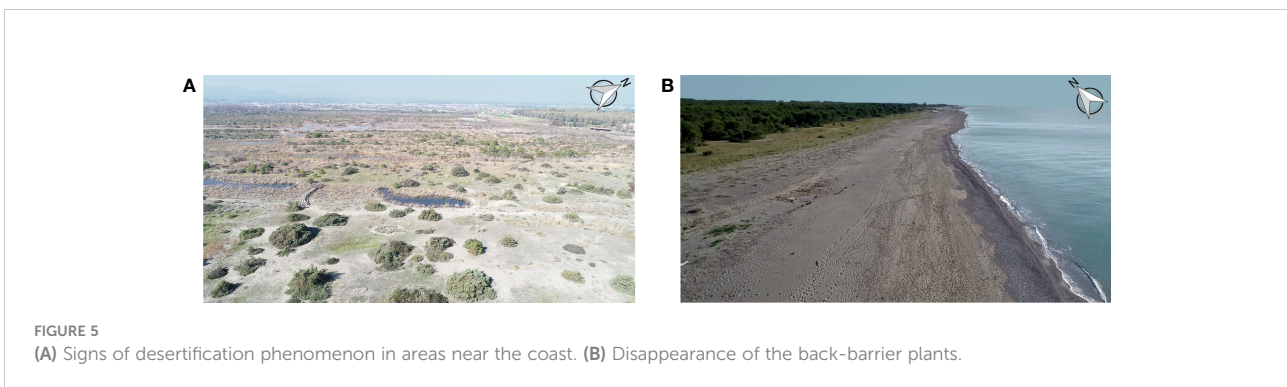 A
N
B
N
FIGURE 5
(A) Signs of desertification phenomenon in areas near the coast. (B) Disappearance of the back-barrier plants.